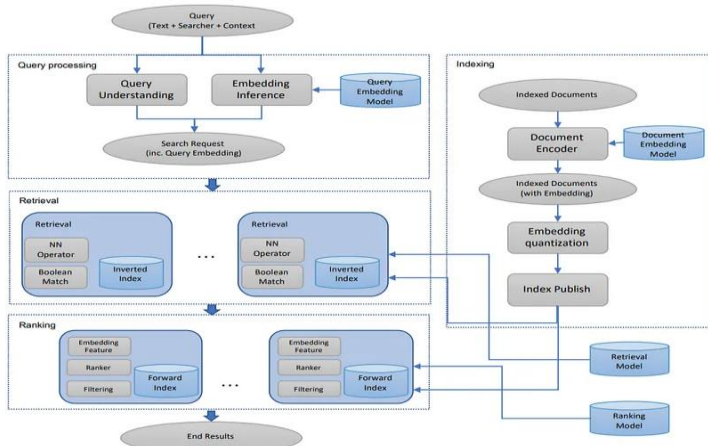 Query
(Text + Searcher + Context
Query processing
Query
Understanding
Embedding
Inference
Query
Embedding
Model
Search Request
(inc. Query Embedding)
Indexing
Indexed Documents
Document
Encoder
Document
Embedding
Model
Indexed Documents
(with Embedding)
Embedding
quantization
Index Publish
Retrieval
Retrieval
NN
Operator
Boolean
Match
Inverted
Index
...
Retrieval
NN
Operator
Boolean
Match
Inverted
Index
Ranking
Embedding
Feature
Ranker
Filtering
Forward
Index
...
Embedding
Feature
Ranker
Filtering
Forward
Index
Retrieval
Model
Ranking
Model
End Results